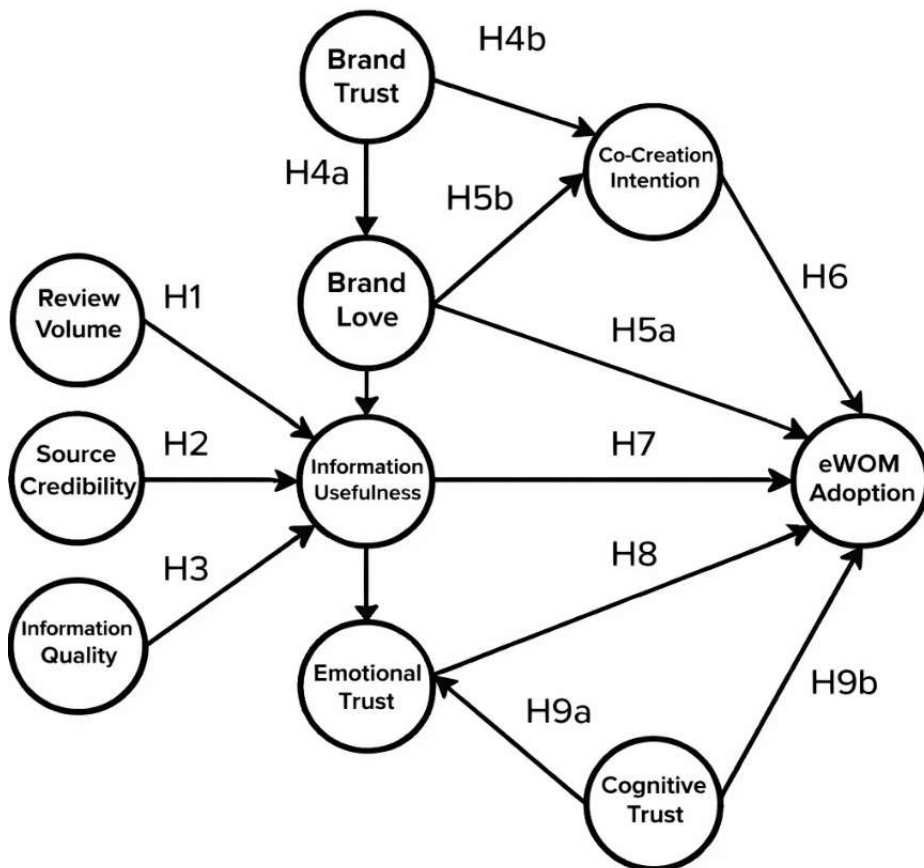 Brand
Trust
H4b
Co-Creation
Intention
H4a
H5b
Brand
Love
Review
Volume
H1
H6
H5a
Source
Credibility
H2
Information
Usefulness
H7
eWOM
Adoption
H3
H8
Information
Quality
Emotional
Trust
H9a
H9b
Cognitive
Trust